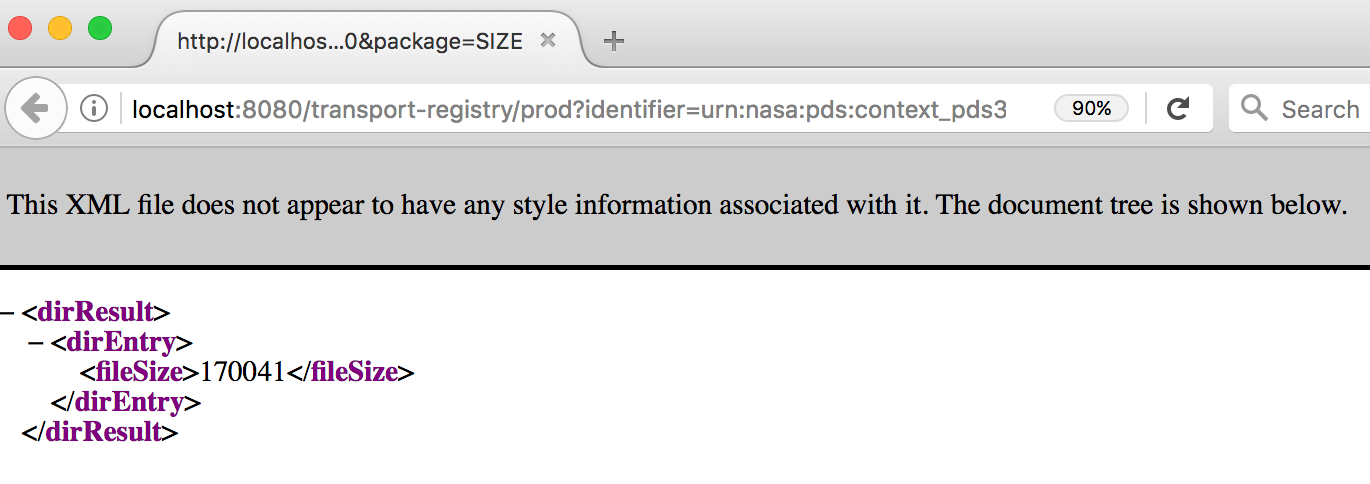 http://localhos...0&package=SIZE
localhost:8080/transport-registry/prod?identifier=urn:nasa:pds:context_pds3
90%
Search
This XML file does not appear to have any style information associated with it. The document tree is shown below.
– <dirResult>
– <dirEntry>
<fileSize>170041</fileSize>
</dirEntry>
</dirResult>